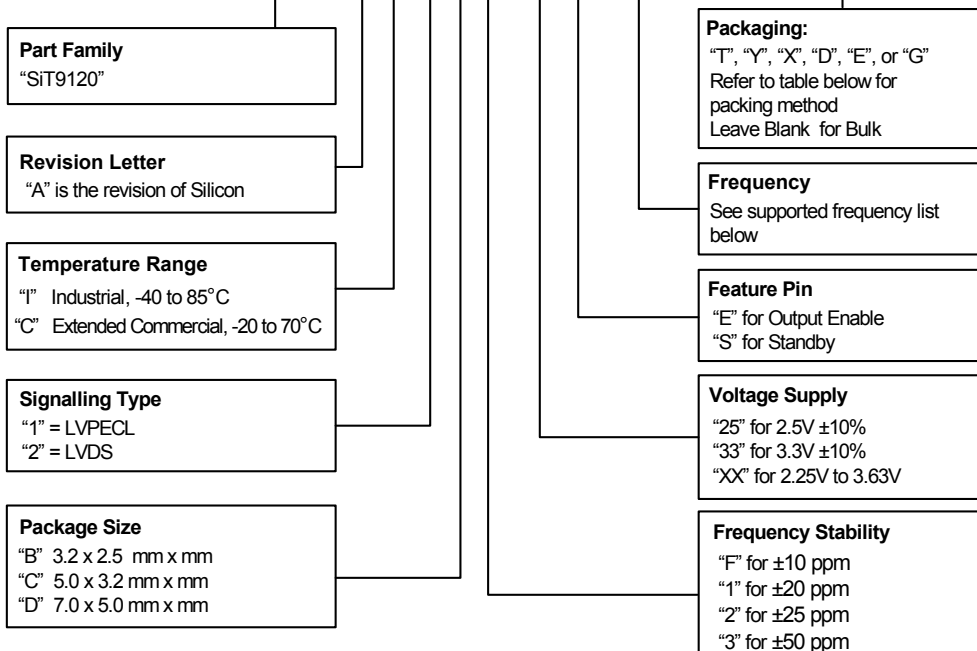 Part Family
“SiT9120”
Revision Letter
“A” is the revision of Silicon
Temperature Range
“I” Industrial, -40 to 85°C
“C” Extended Commercial, -20 to 70°C
Signalling Type
“1” = LVPECL
“2” = LVDS
Package Size
“B” 3.2 x 2.5 mm x mm
“C” 5.0 x 3.2 mm x mm
“D” 7.0 x 5.0 mm x mm
Packaging:
“T”, “Y”, “X”, “D”, “E”, or “G”
Refer to table below for
packing method
Leave Blank for Bulk
Frequency
See supported frequency list
below
Feature Pin
“E” for Output Enable
“S” for Standby
Voltage Supply
“25” for 2.5V ±10%
“33” for 3.3V ±10%
“XX” for 2.25V to 3.63V
Frequency Stability
“F” for ±10 ppm
“1” for ±20 ppm
“2” for ±25 ppm
“3” for ±50 ppm